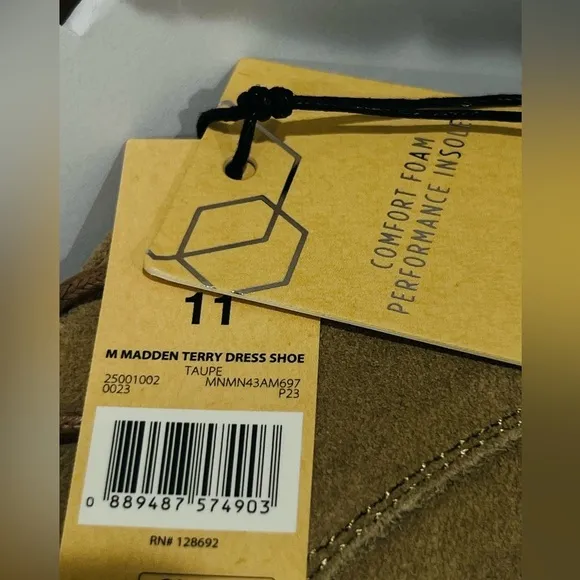 COMFORT FOAM
PERFORMANCE INSOLE
11
M MADDEN TERRY DRESS SHOE
TAUPE
25001002 MNMN43AM697
0023 P23
0 889487 574903
RN# 128692